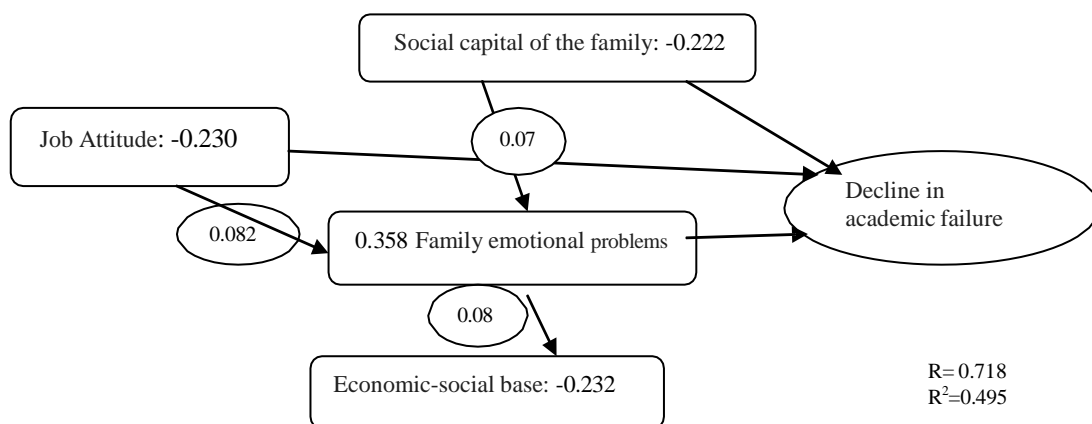 Social capital of the family: -0.222
Job Attitude: -0.230
0.07
Decline in
academic failure
0.082
0.358 Family emotional problems
0.08
Economic-social base: -0.232
R= 0.718
R²=0.495